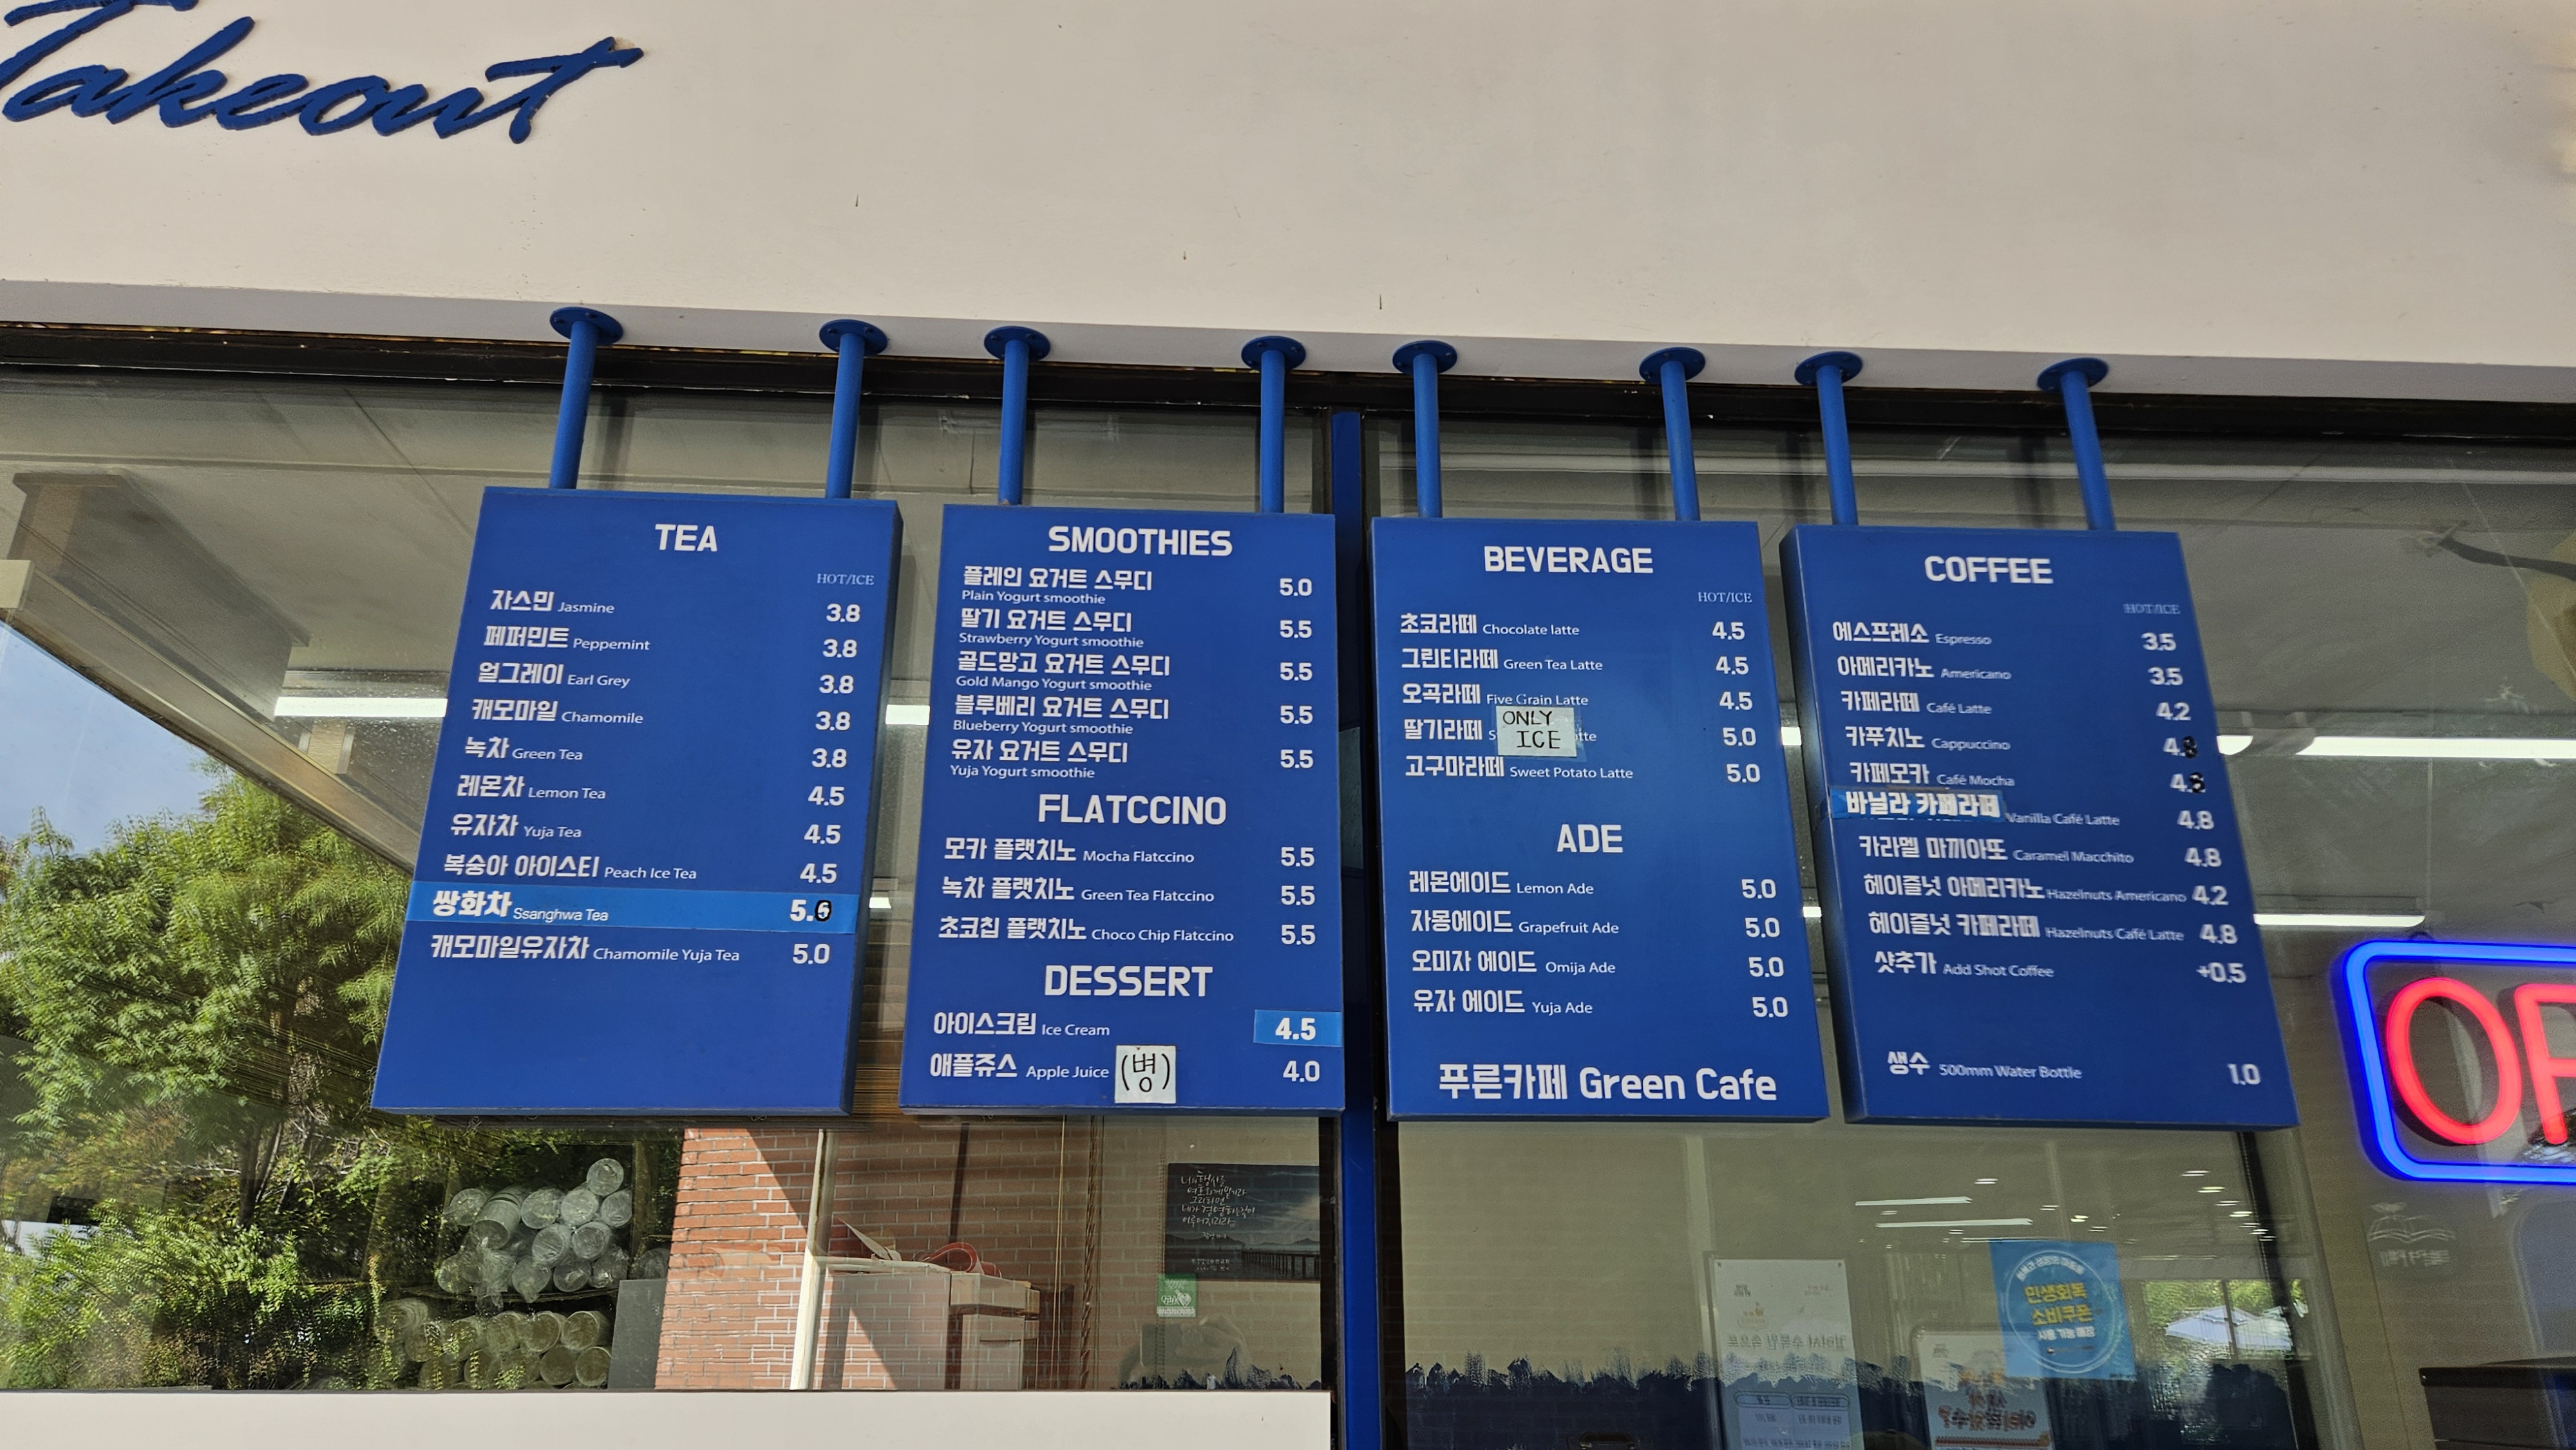 Takeout
TEA
HOT/ICE
자스민 Jasmine 3.8
페퍼민트 Peppemint 3.8
얼그레이 Earl Grey 3.8
캐모마일 Chamomile 3.8
녹차 Green Tea 3.8
레몬차 Lemon Tea 4.5
유자차 Yuja Tea 4.5
복숭아 아이스티 Peach Ice Tea 4.5
쌍화차 Ssanghwa Tea 5.
캐모마일유자차 Chamomile Yuja Tea 5.0
SMOOTHIES
플레인 요거트 스무디 5.0
Plain Yogurt smoothie
딸기 요거트 스무디 5.5
Strawberry Yogurt smoothie
골드망고 요거트 스무디 5.5
Gold Mango Yogurt smoothie
블루베리 요거트 스무디 5.5
Blueberry Yogurt smoothie
유자 요거트 스무디 5.5
Yuja Yogurt smoothie
FLATCCINO
모카 플랫치노 Mocha Flatccino 5.5
녹차 플랫치노 Green Tea Flatccino 5.5
초코칩 플랫치노 Choco Chip Flatccino 5.5
DESSERT
아이스크림 Ice Cream 4.5
애플쥬스 Apple Juice (병) 4.0
BEVERAGE
HOT/ICE
초코라떼 Chocolate latte 4.5
그린티라떼 Green Tea Latte 4.5
오곡라떼 Five Grain Latte 4.5
딸기라떼 ONLY ICE 5.0
고구마라떼 Sweet Potato Latte 5.0
ADE
레몬에이드 Lemon Ade 5.0
자몽에이드 Grapefruit Ade 5.0
오미자 에이드 Omija Ade 5.0
유자 에이드 Yuja Ade 5.0
푸른카페 Green Cafe
COFFEE
HOT/ICE
에스프레소 Espresso 3.5
아메리카노 Americano 3.5
카페라떼 Café Latte 4.2
카푸치노 Cappuccino 4.
카페모카 Café Mocha 4.
바닐라 카페라떼 Vanilla Café Latte 4.8
카라멜 마끼아또 Caramel Macchito 4.8
헤이즐넛 아메리카노 Hazelnuts Americano 4.2
헤이즐넛 카페라떼 Hazelnuts Café Latte 4.8
샷추가 Add Shot Coffee +0.5
생수 500mm Water Bottle 1.0
민생회복
소비쿠폰